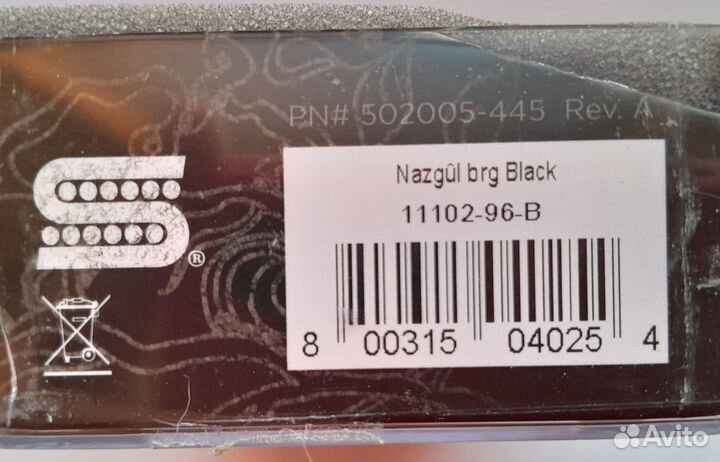 PN# 502005-445 Rev. A
Nazgûl brg Black
11102-96-B
8 00315 04025 4
®
Avito